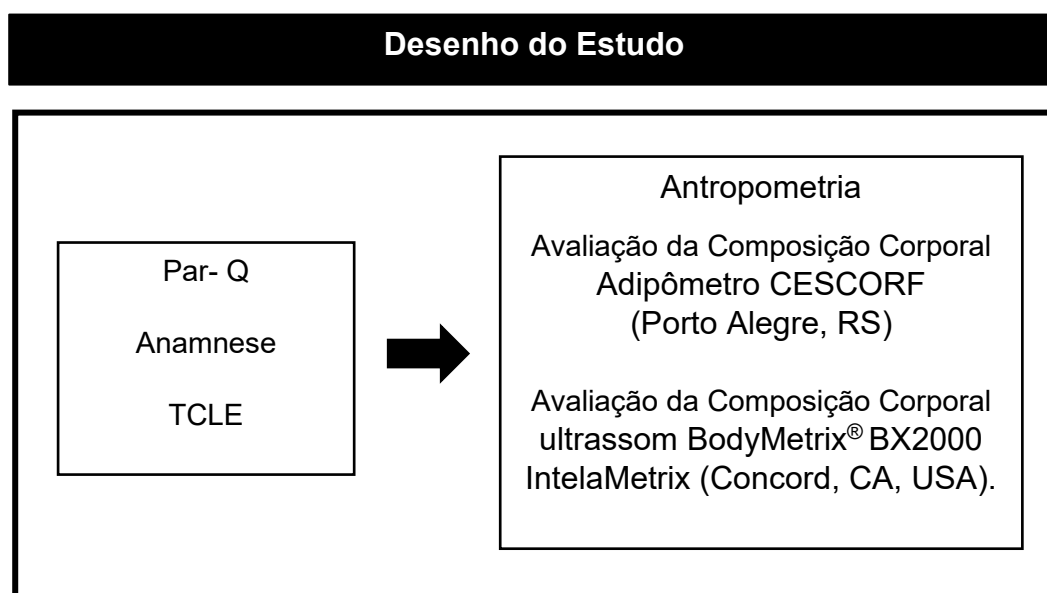 Desenho do Estudo
Par- Q
Anamnese
TCLE
Antropometria
Avaliação da Composição Corporal
Adipômetro CESCORF
(Porto Alegre, RS)
Avaliação da Composição Corporal
ultrassom BodyMetrix® BX2000
IntelaMetrix (Concord, CA, USA).